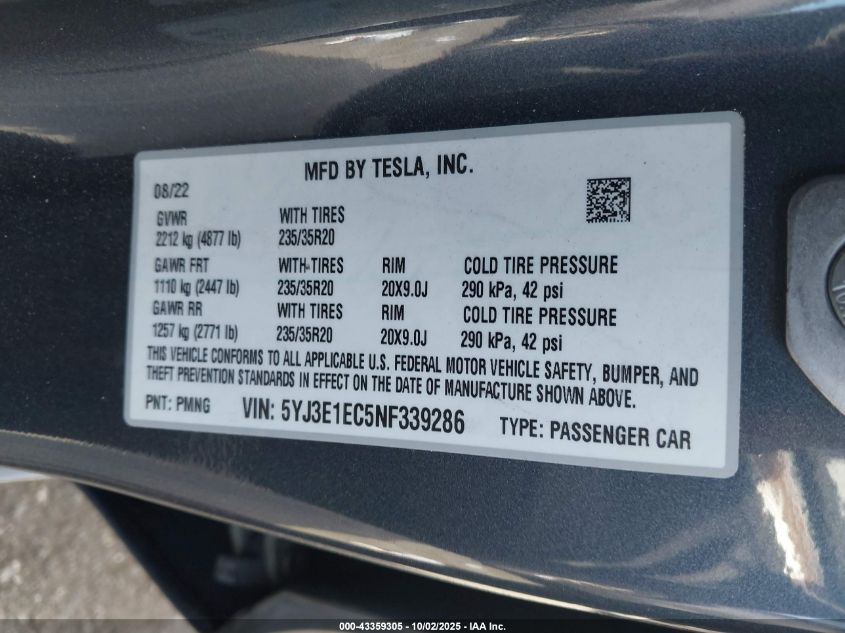 MFD BY TESLA, INC.
08/22
GVWR WITH TIRES
2212 kg (4877 lb) 235/35R20
GAWR FRT WITH TIRES RIM COLD TIRE PRESSURE
1110 kg (2447 lb) 235/35R20 20X9.0J 290 kPa, 42 psi
GAWR RR WITH TIRES RIM COLD TIRE PRESSURE
1257 kg (2771 lb) 235/35R20 20X9.0J 290 kPa, 42 psi
THIS VEHICLE CONFORMS TO ALL APPLICABLE U.S. FEDERAL MOTOR VEHICLE SAFETY, BUMPER, AND
THEFT PREVENTION STANDARDS IN EFFECT ON THE DATE OF MANUFACTURE SHOWN ABOVE.
PNT: PMNG VIN: 5YJ3E1EC5NF339286 TYPE: PASSENGER CAR
000-43359305 - 10/02/2025 - IAA Inc.